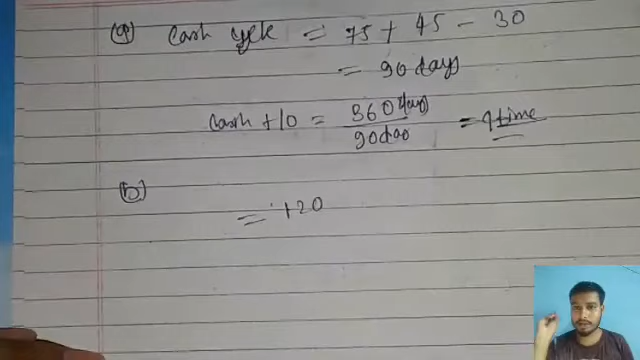 (a) Cash cycle = 75 + 45 - 30
= 90 days
Cash t/o = 360 days / 90 days = 4 time
(b)
= 120